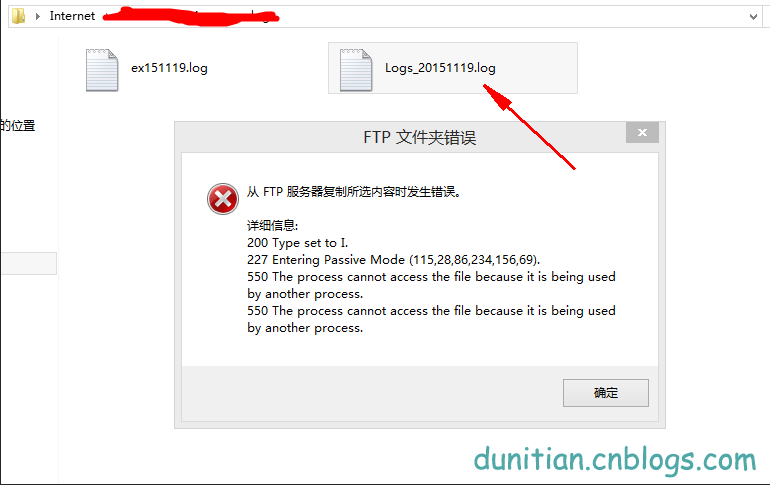 Internet
ex151119.log
Logs_20151119.log
的位置
FTP 文件夹错误
从 FTP 服务器复制所选内容时发生错误。
详细信息:
200 Type set to I.
227 Entering Passive Mode (115,28,86,234,156,69).
550 The process cannot access the file because it is being used
by another process.
550 The process cannot access the file because it is being used
by another process.
确定
dunitian.cnblogs.com